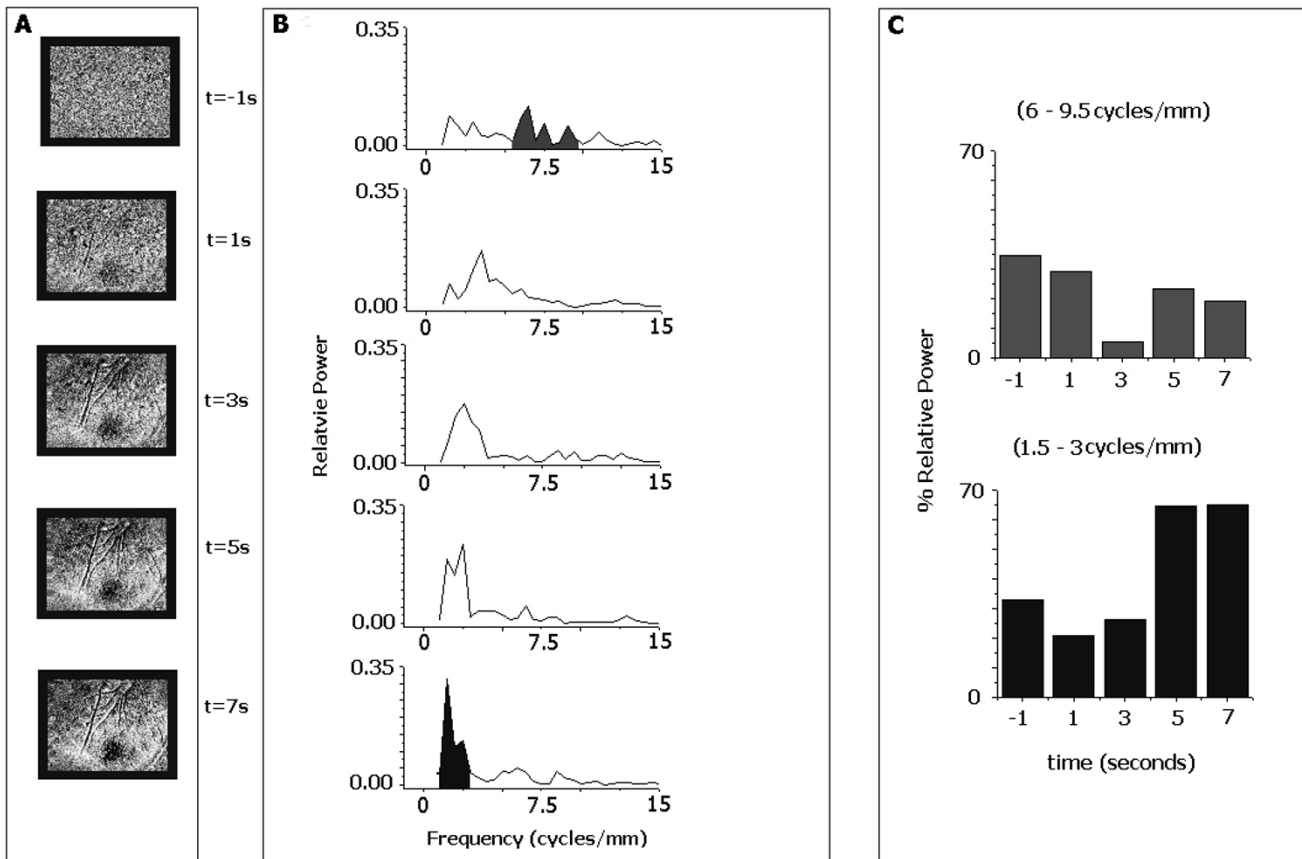 A
t=-1s
t=1s
t=3s
t=5s
t=7s
B
0.35
0.00
0 7.5 15
0.35
0.00
0 7.5 15
0.35
0.00
0 7.5 15
0.35
0.00
0 7.5 15
0.35
0.00
0 7.5 15
Relatvie Power
Frequency (cycles/mm)
C
(6 - 9.5 cycles/mm)
70
0
-1 1 3 5 7
(1.5 - 3 cycles/mm)
70
0
-1 1 3 5 7
% Relative Power
time (seconds)